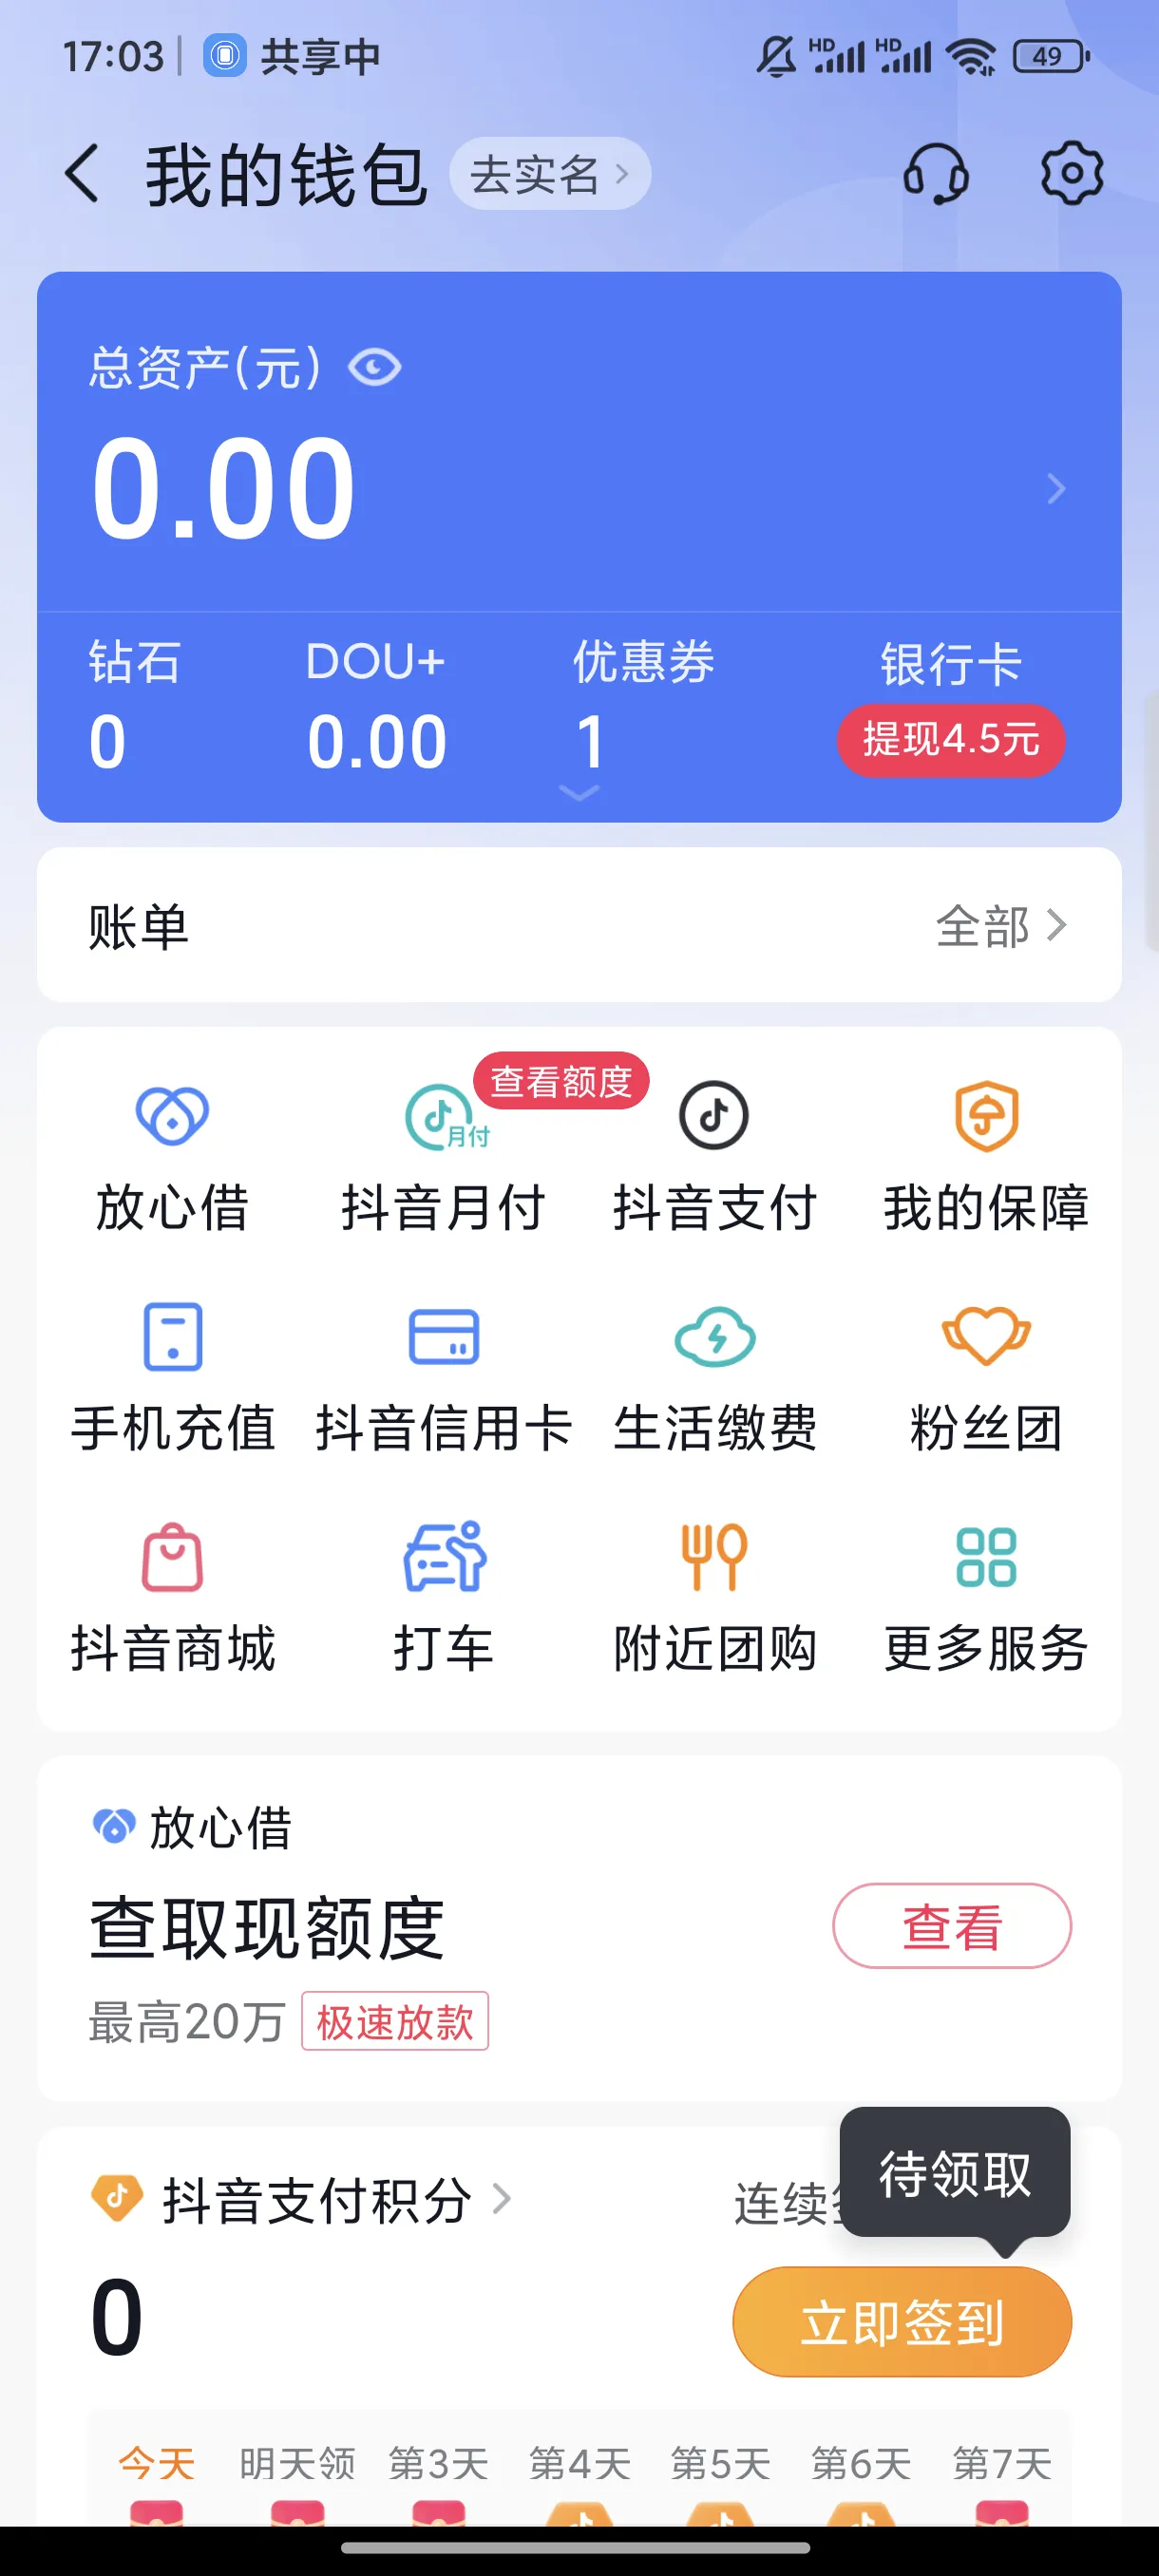 17:03 共享中 HD HD 49
我的钱包 去实名
总资产(元)
0.00
钻石 DOU+ 优惠券 银行卡
0 0.00 1 提现4.5元
账单 全部
查看额度
月付
放心借 抖音月付 抖音支付 我的保障
手机充值 抖音信用卡 生活缴费 粉丝团
抖音商城 打车 附近团购 更多服务
放心借
查取现额度 查看
最高20万 极速放款
待领取
抖音支付积分 连续
0 立即签到
今天 明天领 第3天 第4天 第5天 第6天 第7天